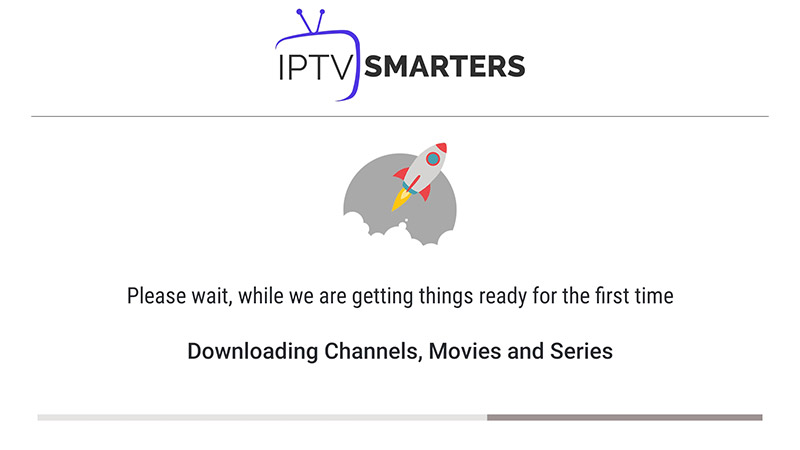 IPTV SMARTERS
Please wait, while we are getting things ready for the first time
Downloading Channels, Movies and Series